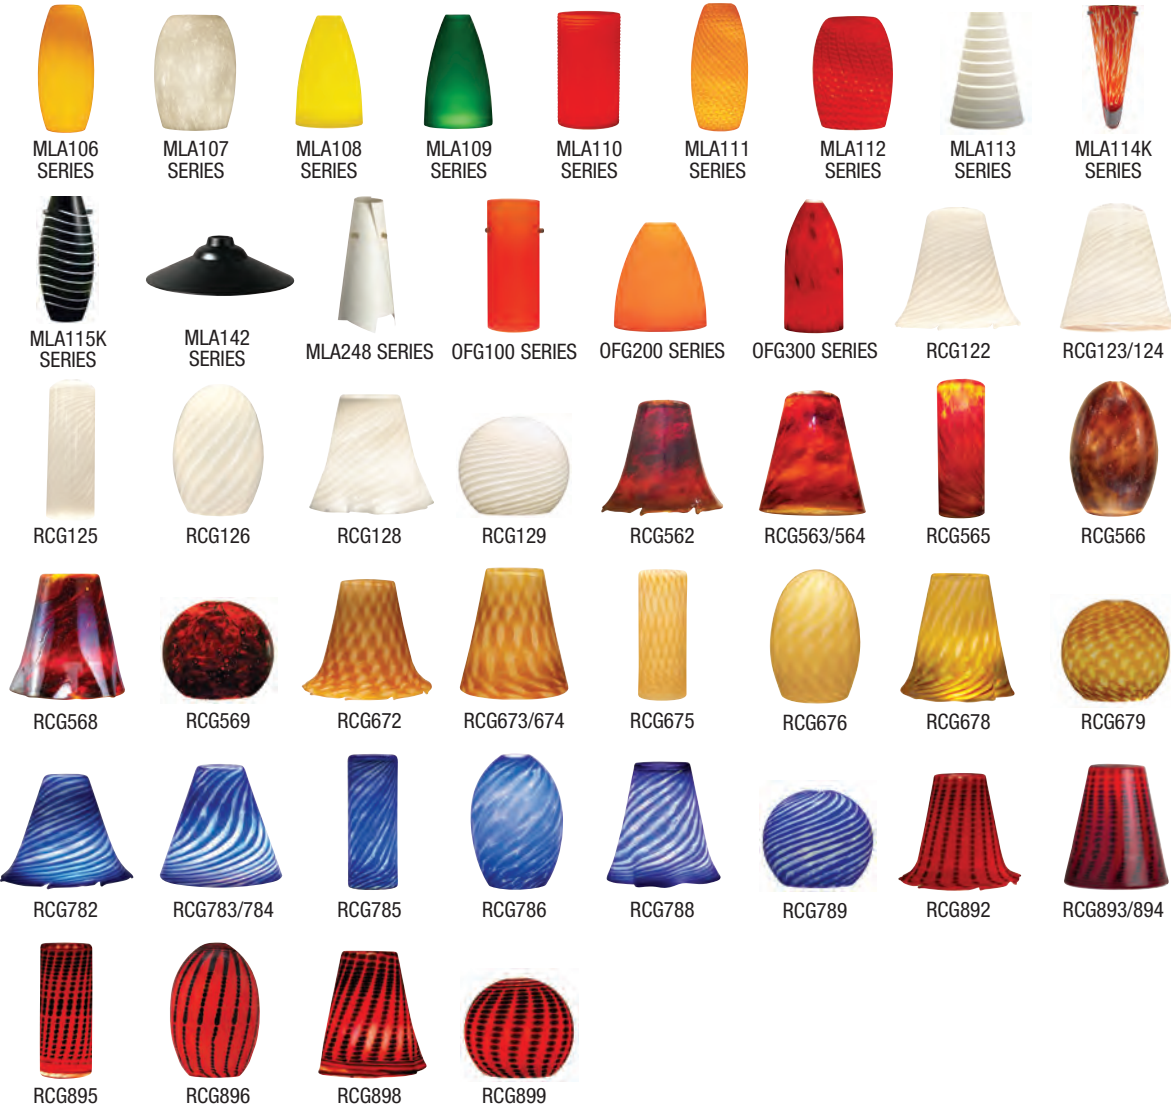 MLA106
SERIES
MLA107
SERIES
MLA108
SERIES
MLA109
SERIES
MLA110
SERIES
MLA111
SERIES
MLA112
SERIES
MLA113
SERIES
MLA114K
SERIES
MLA115K
SERIES
MLA142
SERIES
MLA248 SERIES
OFG100 SERIES
OFG200 SERIES
OFG300 SERIES
RCG122
RCG123/124
RCG125
RCG126
RCG128
RCG129
RCG562
RCG563/564
RCG565
RCG566
RCG568
RCG569
RCG672
RCG673/674
RCG675
RCG676
RCG678
RCG679
RCG782
RCG783/784
RCG785
RCG786
RCG788
RCG789
RCG892
RCG893/894
RCG895
RCG896
RCG898
RCG899